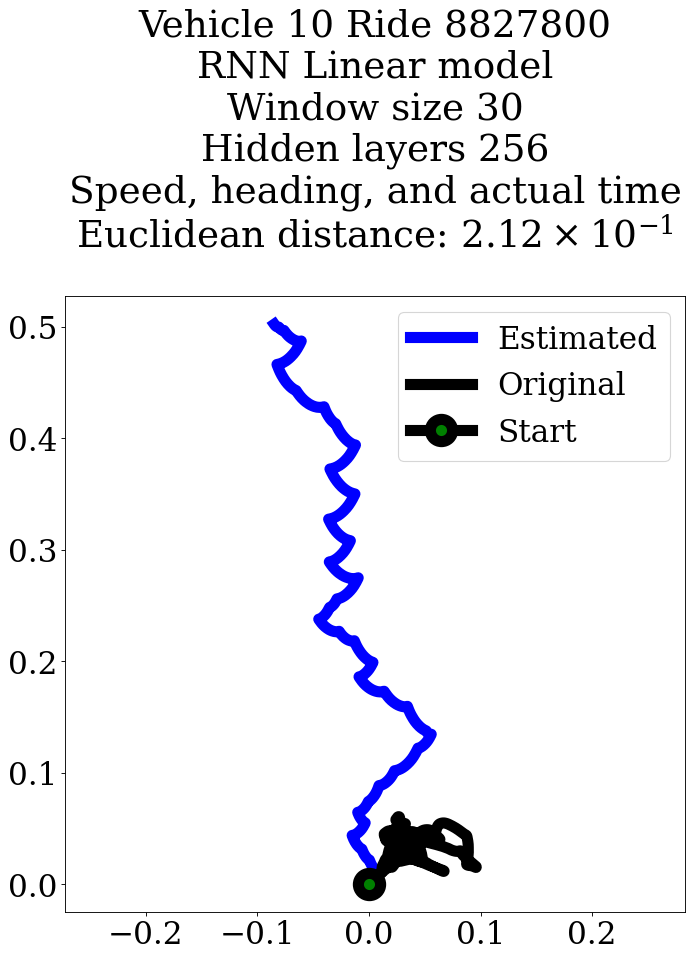 Vehicle 10 Ride 8827800
RNN Linear model
Window size 30
Hidden layers 256
Speed, heading, and actual time
Euclidean distance: 2.12 × 10⁻¹
Estimated
Original
Start
0.5
0.4
0.3
0.2
0.1
0.0
−0.2 −0.1 0.0 0.1 0.2